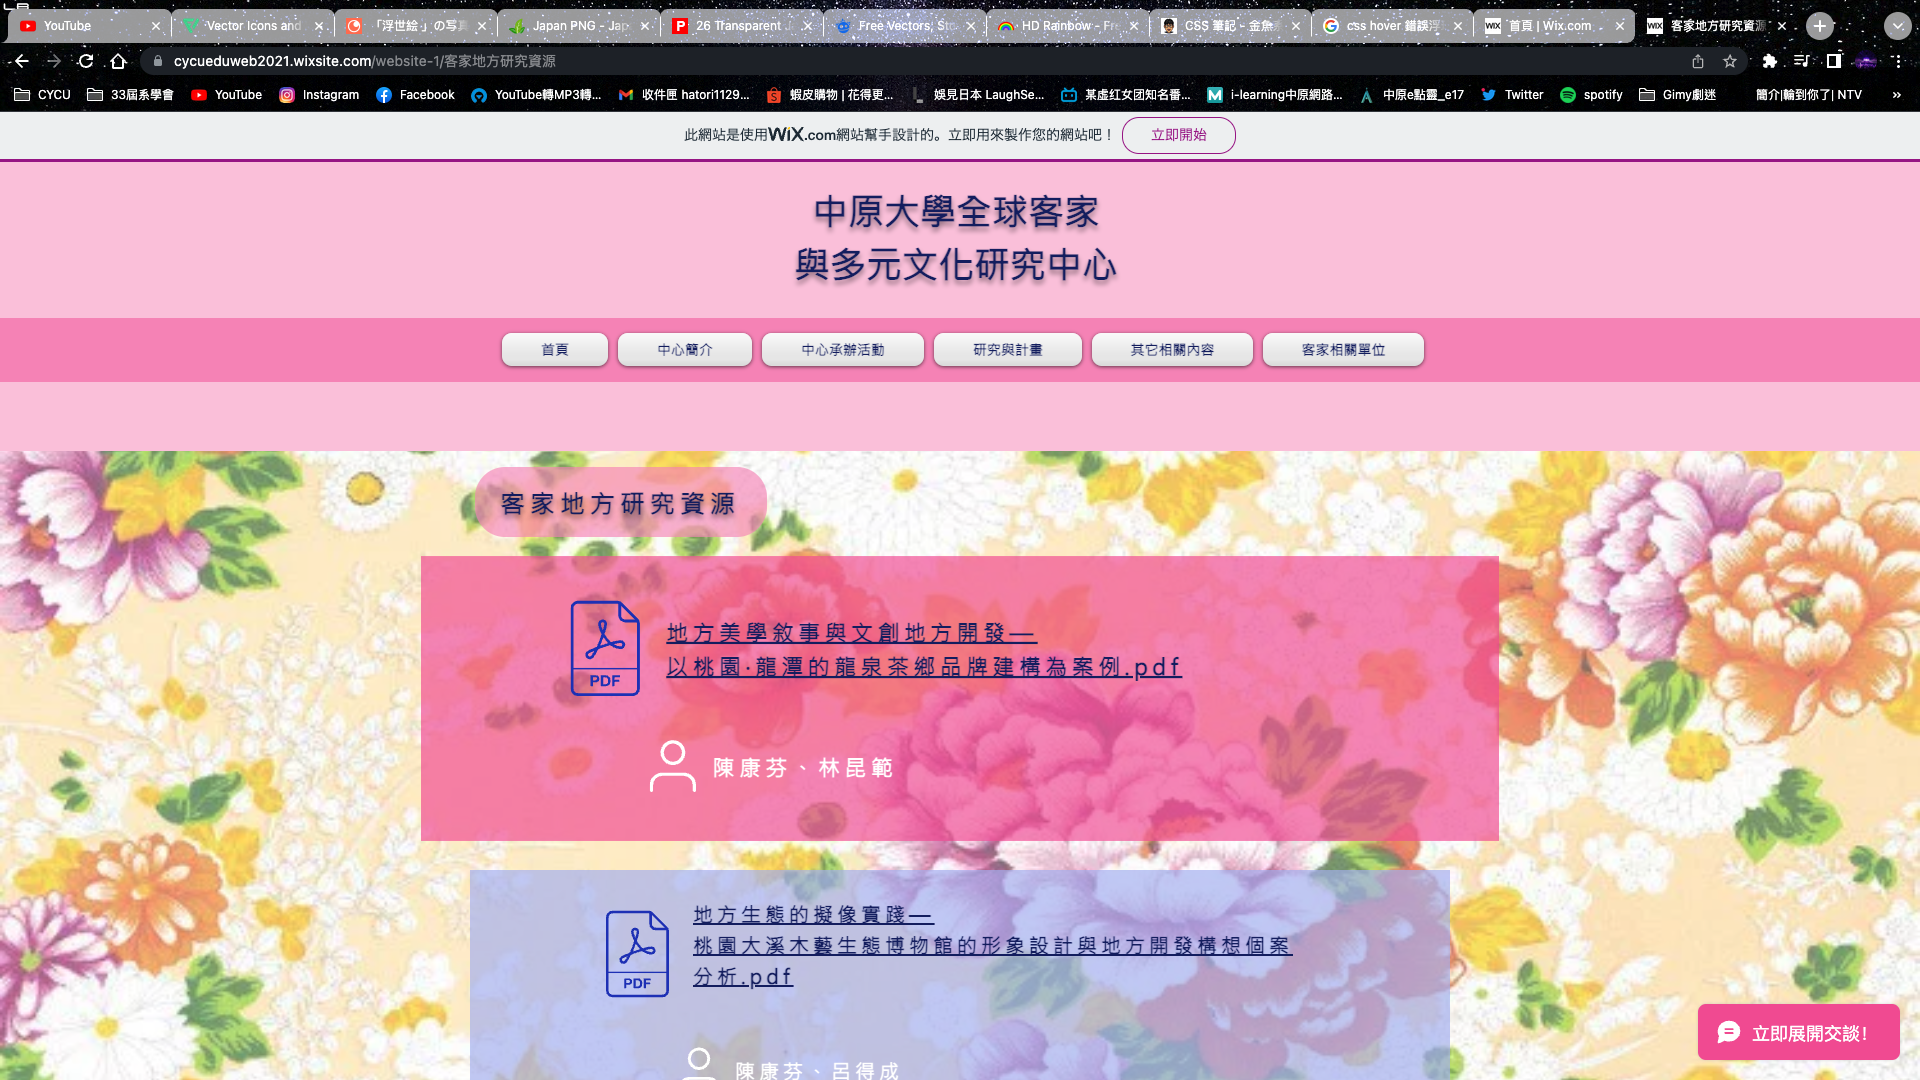 YouTube
Vector Icons and
「浮世絵 」の写真
Japan PNG - Jap
26 Transparent
Free Vectors, Sto
HD Rainbow - Fre
CSS 筆記 - 金魚
css hover 錯誤浮
首頁 | Wix.com
客家地方研究資源
cycueduweb2021.wixsite.com/website-1/客家地方研究資源
CYCU
33屆系學會
YouTube
Instagram
Facebook
YouTube轉MP3轉...
收件匣 hatori1129...
蝦皮購物 | 花得更...
娛見日本 LaughSe...
某虚红女团知名番...
i-learning中原網路...
中原e點靈_e17
Twitter
spotify
Gimy劇迷
簡介|輪到你了| NTV
»
此網站是使用WiX.com網站幫手設計的。立即用來製作您的網站吧！
立即開始
中原大學全球客家
與多元文化研究中心
首頁
中心簡介
中心承辦活動
研究與計畫
其它相關內容
客家相關單位
客家地方研究資源
PDF
地方美學敘事與文創地方開發—
以桃園·龍潭的龍泉茶鄉品牌建構為案例.pdf
陳康芬、林昆範
PDF
地方生態的擬像實踐—
桃園大溪木藝生態博物館的形象設計與地方開發構想個案
分析.pdf
陳康芬、呂得成
立即展開交談!